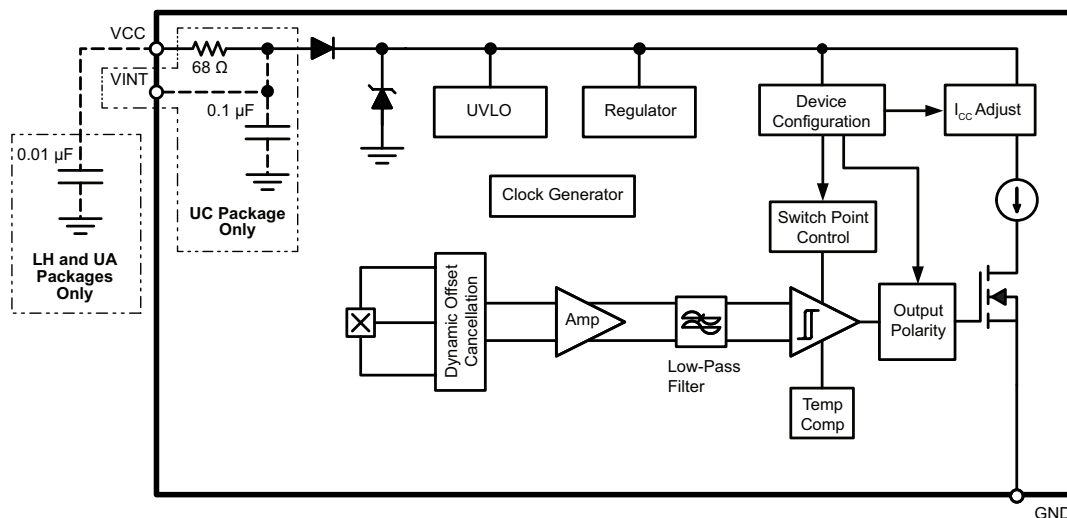 VCC
68 Ω
VINT
0.1 µF
UC Package
Only
0.01 µF
LH and UA
Packages
Only
UVLO
Regulator
Device
Configuration
ICC Adjust
Clock Generator
Switch Point
Control
Dynamic Offset
Cancellation
Amp
Low-Pass
Filter
Output
Polarity
Temp
Comp
GND